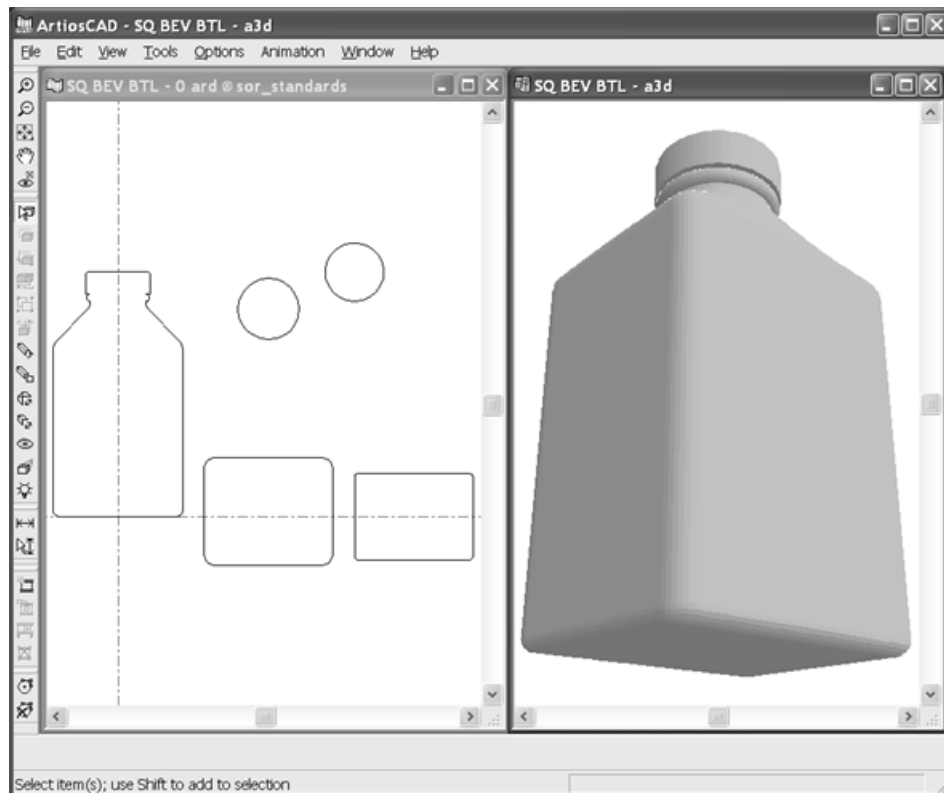 ArtiosCAD - SQ BEV BTL - a3d
File Edit View Tools Options Animation Window Help
SQ BEV BTL - 0 ard @ sor_standards
SQ BEV BTL - a3d
Select item(s); use Shift to add to selection